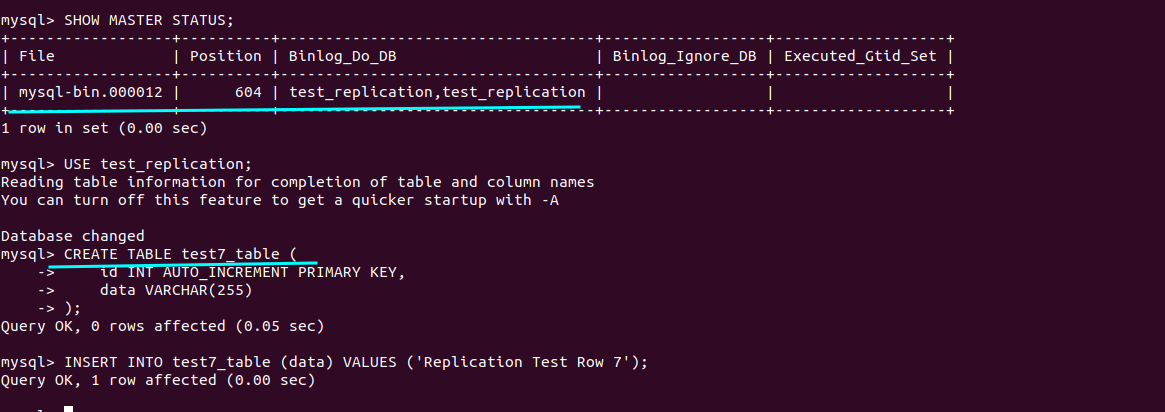 mysql> SHOW MASTER STATUS;
+------------------+----------+-----------------------------------+------------------+-------------------+
| File             | Position | Binlog_Do_DB                      | Binlog_Ignore_DB | Executed_Gtid_Set |
+------------------+----------+-----------------------------------+------------------+-------------------+
| mysql-bin.000012 |      604 | test_replication,test_replication |                  |                   |
+------------------+----------+-----------------------------------+------------------+-------------------+
1 row in set (0.00 sec)
mysql> USE test_replication;
Reading table information for completion of table and column names
You can turn off this feature to get a quicker startup with -A
Database changed
mysql> CREATE TABLE test7_table (
    ->     id INT AUTO_INCREMENT PRIMARY KEY,
    ->     data VARCHAR(255)
    -> );
Query OK, 0 rows affected (0.05 sec)
mysql> INSERT INTO test7_table (data) VALUES ('Replication Test Row 7');
Query OK, 1 row affected (0.00 sec)